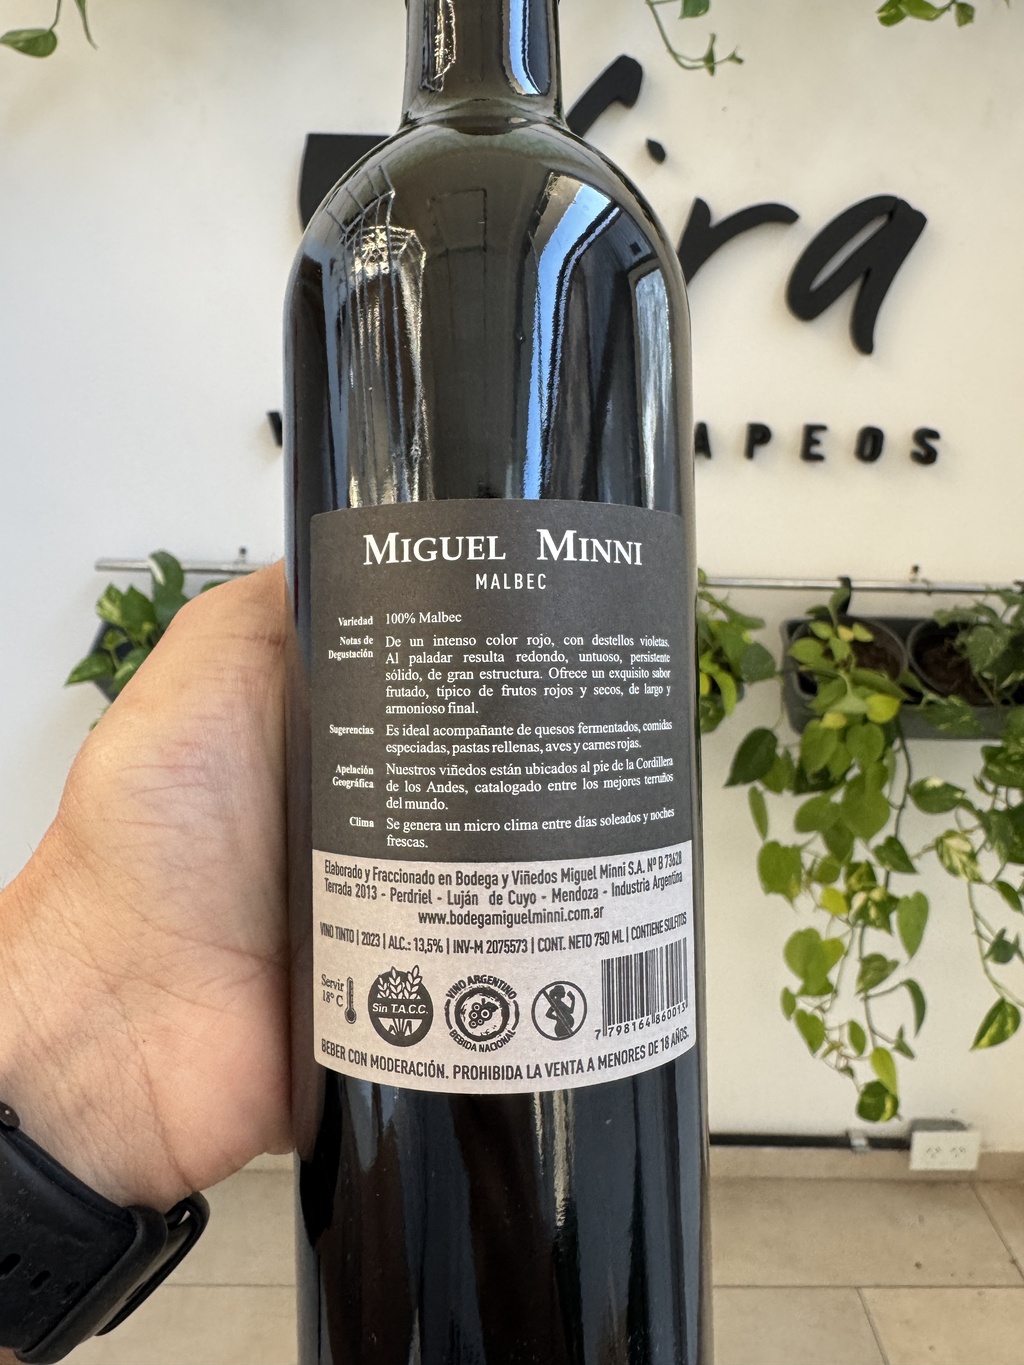 ira
APEOS
MIGUEL MINNI
MALBEC
Variedad 100% Malbec
Notas de Degustación De un intenso color rojo, con destellos violetas.
Al paladar resulta redondo, untuoso, persistente
sólido, de gran estructura. Ofrece un exquisito sabor
frutado, típico de frutos rojos y secos, de largo y
armonioso final.
Sugerencias Es ideal acompañante de quesos fermentados, comidas
especiadas, pastas rellenas, aves y carnes rojas.
Apelación Geográfica Nuestros viñedos están ubicados al pie de la Cordillera
de los Andes, catalogado entre los mejores terruños
del mundo.
Clima Se genera un micro clima entre días soleados y noches
frescas.
Elaborado y Fraccionado en Bodega y Viñedos Miguel Minni S.A. Nº B 73628
Terrada 2013 - Perdriel - Luján de Cuyo - Mendoza - Industria Argentina
www.bodegamiguelminni.com.ar
VINO TINTO | 2023 | ALC.: 13,5% | INV-M 2075573 | CONT. NETO 750 ML | CONTIENE SULFITOS
Servir
18° C
Sin T.A.C.C.
VINO ARGENTINO
BEBIDA NACIONAL
7 798164 860015
BEBER CON MODERACIÓN. PROHIBIDA LA VENTA A MENORES DE 18 AÑOS.